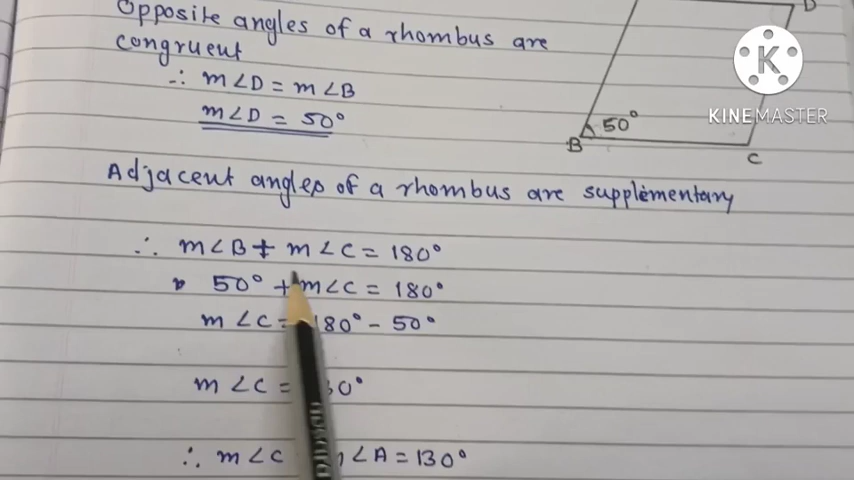 Opposite angles of a rhombus are
congruent
∴ m∠D = m∠B
m∠D = 50°
D
K
KINEMASTER
50°
B
C
Adjacent angles of a rhombus are supplementary
∴ m∠B + m∠C = 180°
50° + m∠C = 180°
m∠C = 180° - 50°
m∠C = 30°
∴ m∠C ∠A = 130°